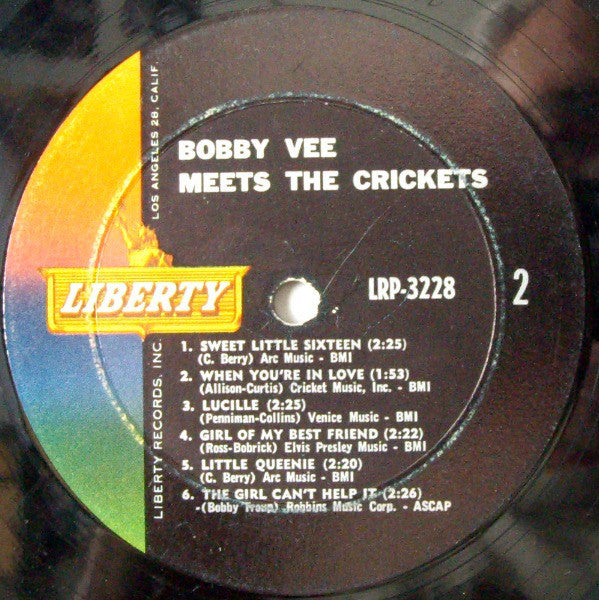 BOBBY VEE
MEETS THE CRICKETS
LIBERTY
LRP-3228
2
1. SWEET LITTLE SIXTEEN (2:25)
(C. Berry) Arc Music - BMI
2. WHEN YOU'RE IN LOVE (1:53)
(Allison-Curtis) Cricket Music, Inc. - BMI
3. LUCILLE (2:25)
(Penniman-Collins) Venice Music - BMI
4. GIRL OF MY BEST FRIEND (2:22)
(Ross-Bobrick) Elvis Presley Music - BMI
5. LITTLE QUEENIE (2:20)
(C. Berry) Arc Music - BMI
6. THE GIRL CAN'T HELP IT (2:26)
(Bobby Troup) Robbins Music Corp. - ASCAP
LIBERTY RECORDS, INC. LOS ANGELES 28, CALIF.